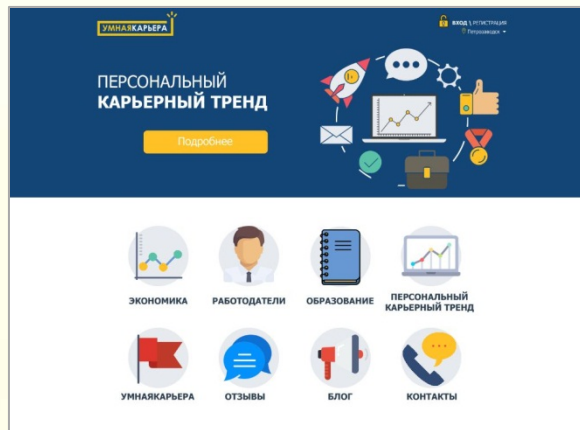 УМНАЯКАРЬЕРА
ВХОД \ РЕГИСТРАЦИЯ
Петрозаводск
ПЕРСОНАЛЬНЫЙ
КАРЬЕРНЫЙ ТРЕНД
Подробнее
ЭКОНОМИКА
РАБОТОДАТЕЛИ
ОБРАЗОВАНИЕ
ПЕРСОНАЛЬНЫЙ
КАРЬЕРНЫЙ ТРЕНД
УМНАЯКАРЬЕРА
ОТЗЫВЫ
БЛОГ
КОНТАКТЫ